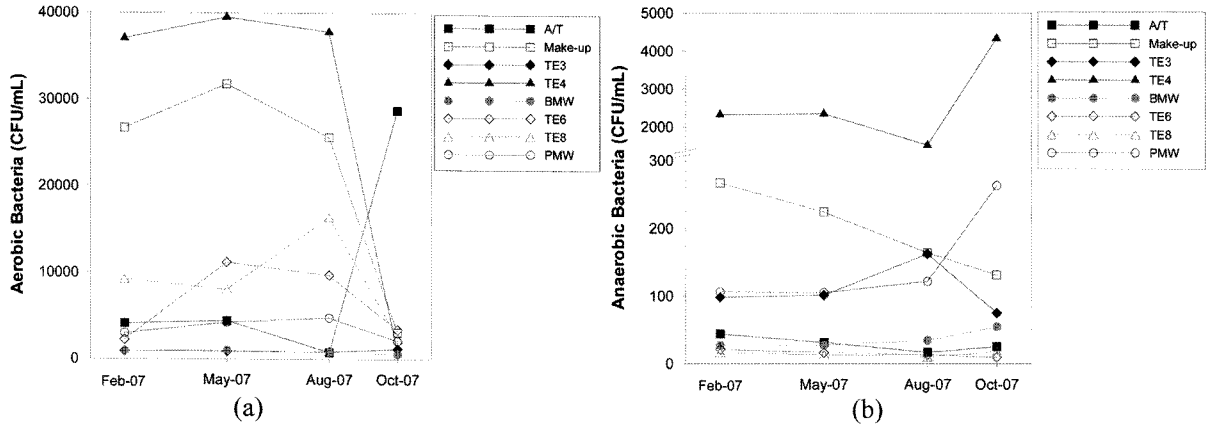 Aerobic Bacteria (CFU/mL)
40000
30000
20000
10000
0
Feb-07 May-07 Aug-07 Oct-07
A/T
Make-up
TE3
TE4
BMW
TE6
TE8
PMW
(a)
Anaerobic Bacteria (CFU/mL)
5000
4000
3000
2000
300
200
100
0
Feb-07 May-07 Aug-07 Oct-07
A/T
Make-up
TE3
TE4
BMW
TE6
TE8
PMW
(b)